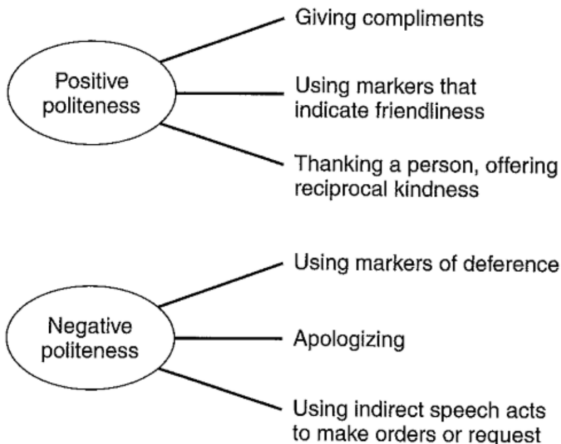 Giving compliments
Positive
politeness
Using markers that
indicate friendliness
Thanking a person, offering
reciprocal kindness
Using markers of deference
Negative
politeness
Apologizing
Using indirect speech acts
to make orders or request